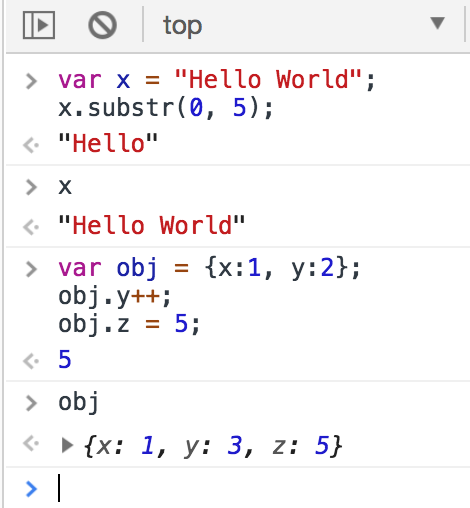 top
var x = "Hello World";
x.substr(0, 5);
"Hello"
x
"Hello World"
var obj = {x:1, y:2};
obj.y++;
obj.z = 5;
5
obj
{x: 1, y: 3, z: 5}